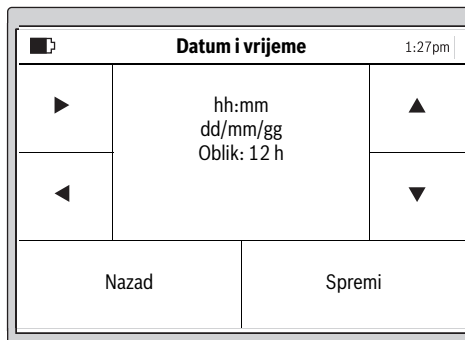 Datum i vrijeme
1:27pm
hh:mm
dd/mm/gg
Oblik: 12 h
Nazad
Spremi